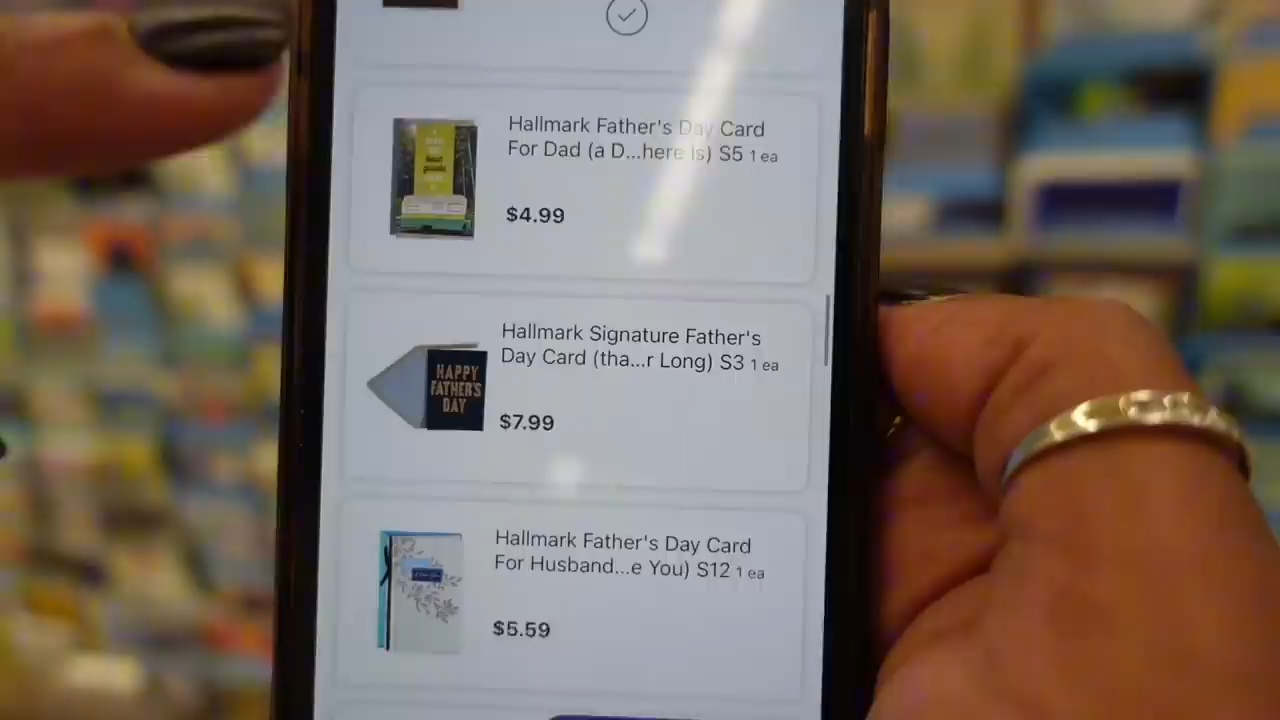 Hallmark Father's Day Card
For Dad (a D...here Is) S5 1 ea
$4.99
Hallmark Signature Father's
Day Card (tha...r Long) S3 1 ea
HAPPY
FATHER'S
DAY
$7.99
Hallmark Father's Day Card
For Husband...e You) S12 1 ea
$5.59